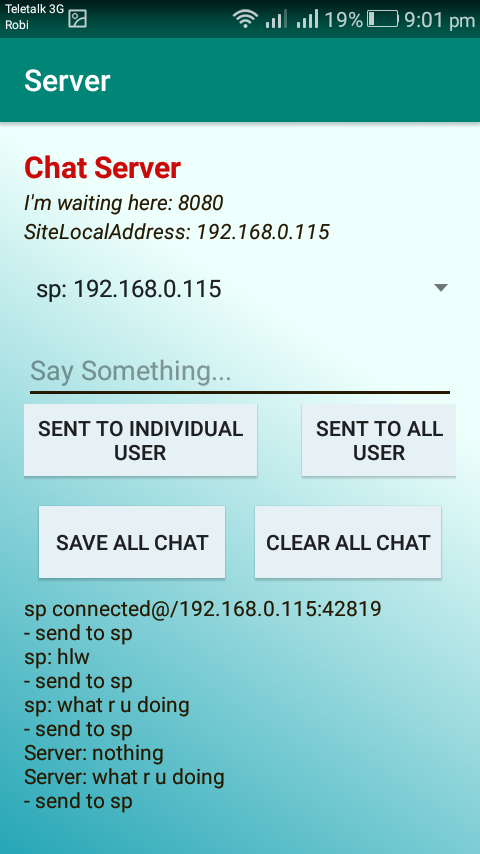 Teletalk 3G
Robi
19%
9:01 pm
Server
Chat Server
I'm waiting here: 8080
SiteLocalAddress: 192.168.0.115
sp: 192.168.0.115
Say Something...
SENT TO INDIVIDUAL
USER
SENT TO ALL
USER
SAVE ALL CHAT
CLEAR ALL CHAT
sp connected@/192.168.0.115:42819
- send to sp
sp: hlw
- send to sp
sp: what r u doing
- send to sp
Server: nothing
Server: what r u doing
- send to sp